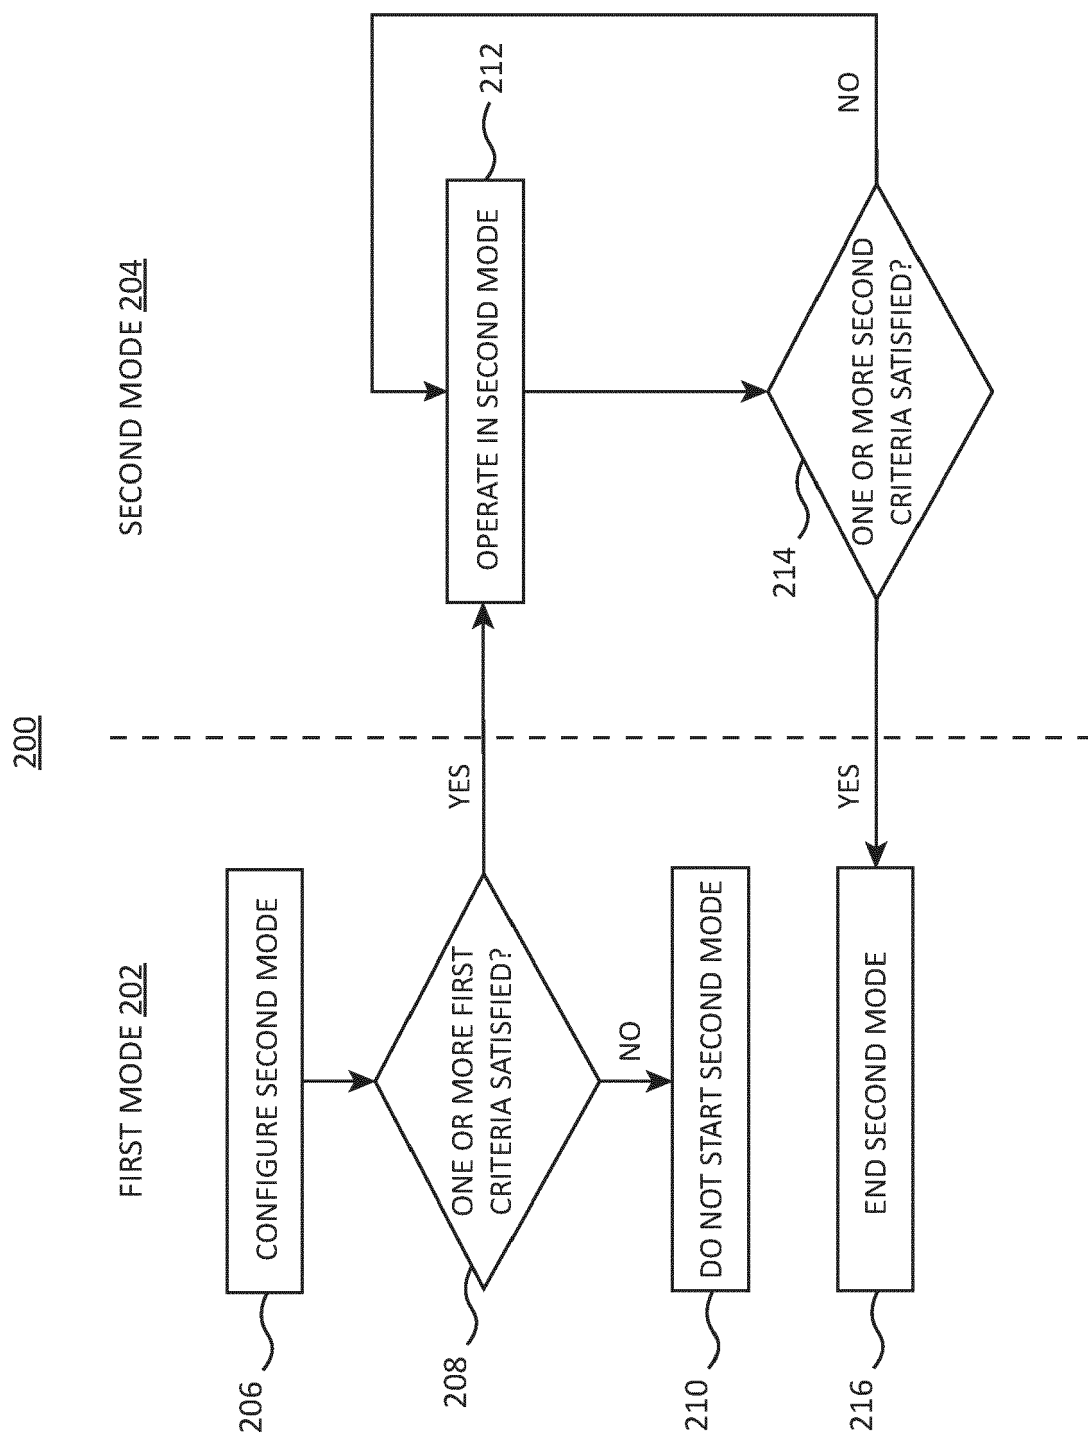 200
FIRST MODE 202
SECOND MODE 204
CONFIGURE SECOND MODE
206
ONE OR MORE FIRST
CRITERIA SATISFIED?
208
YES
NO
OPERATE IN SECOND MODE
212
DO NOT START SECOND MODE
210
ONE OR MORE SECOND
CRITERIA SATISFIED?
214
NO
YES
END SECOND MODE
216